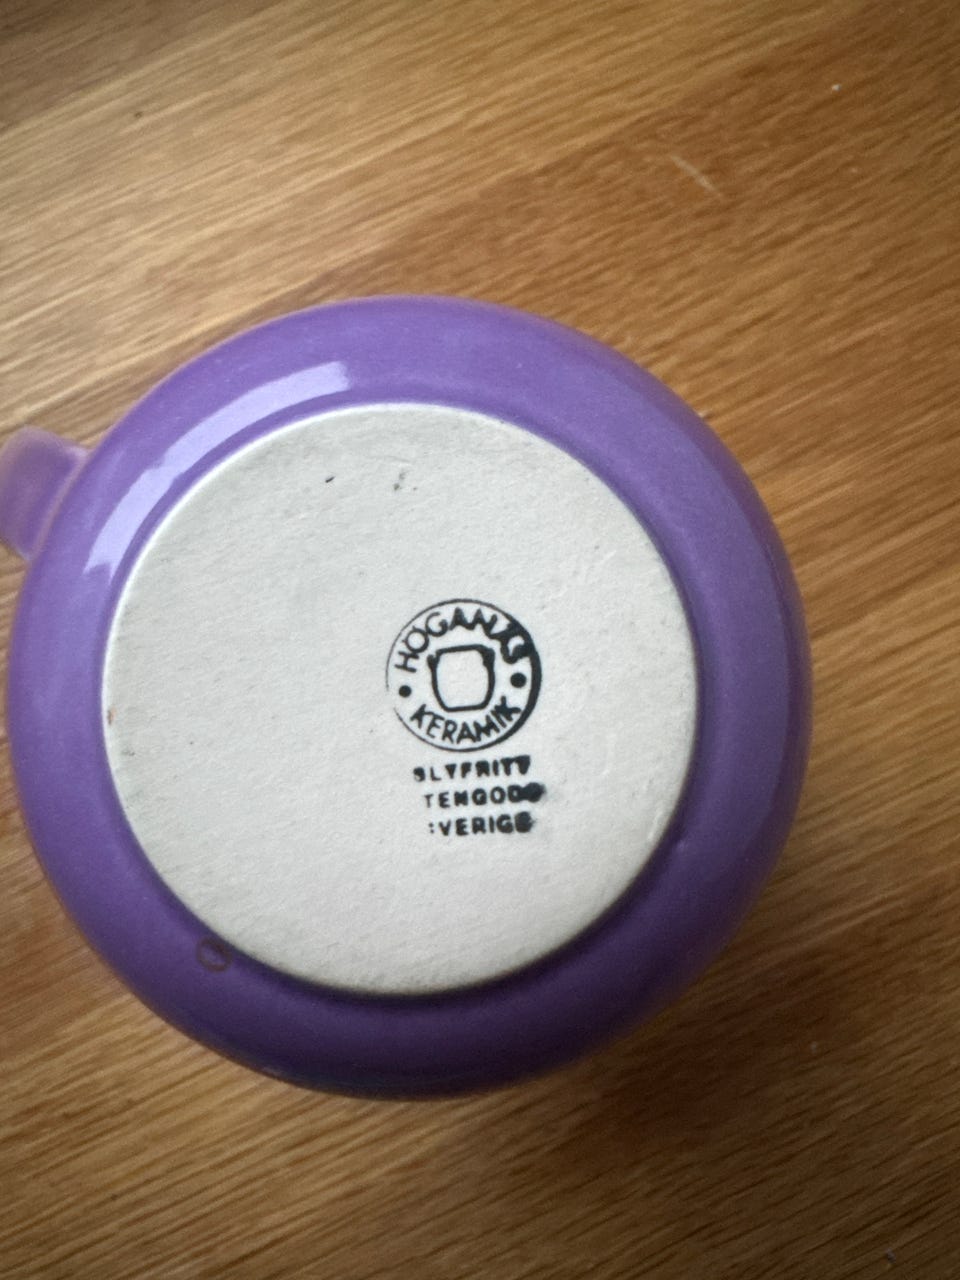 HÖGANÄS
KERAMIK
BLYFRITT
TENGODS
SVERIGE